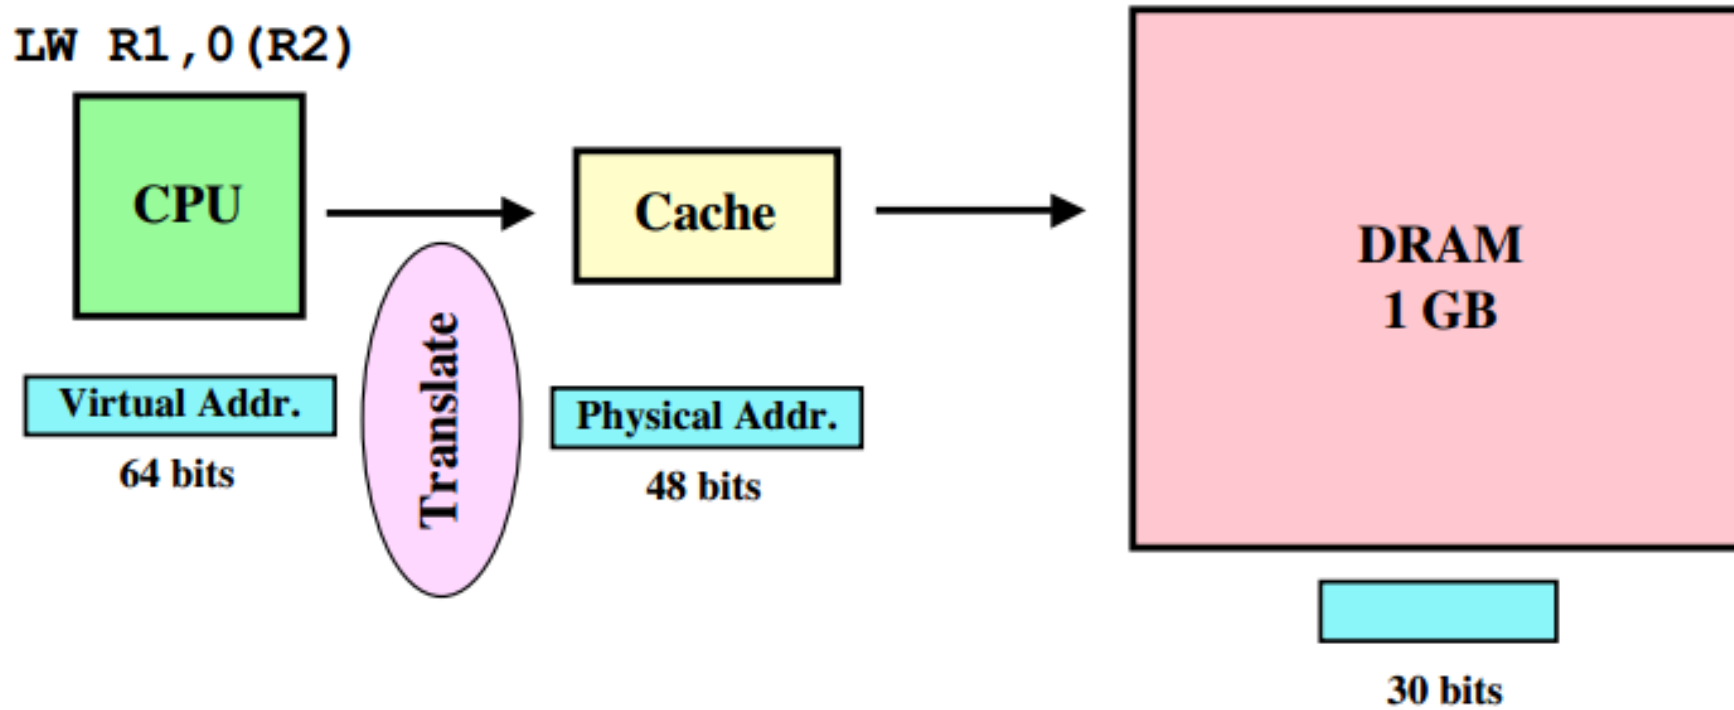 LW R1,0(R2)
CPU
Cache
DRAM
1 GB
Translate
Virtual Addr.
64 bits
Physical Addr.
48 bits
30 bits